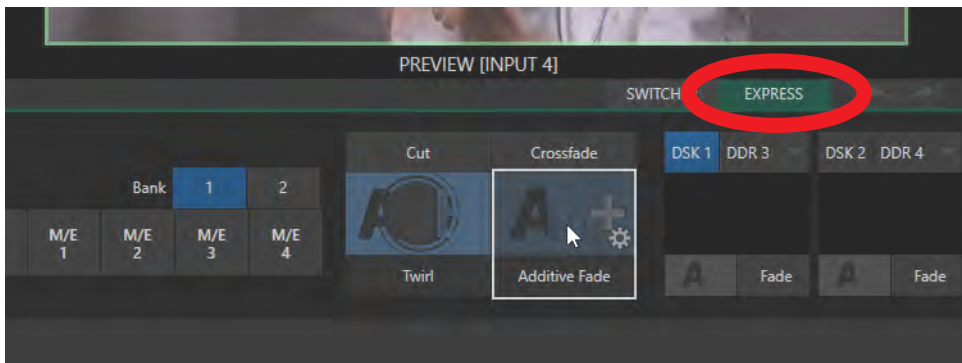 PREVIEW [INPUT 4]
EXPRESS
Cut Crossfade DSK 1 DDR 3 DSK 2 DDR 4
Bank 1 2
M/E 1 M/E 2 M/E 3 M/E 4
Twirl Additive Fade Fade Fade